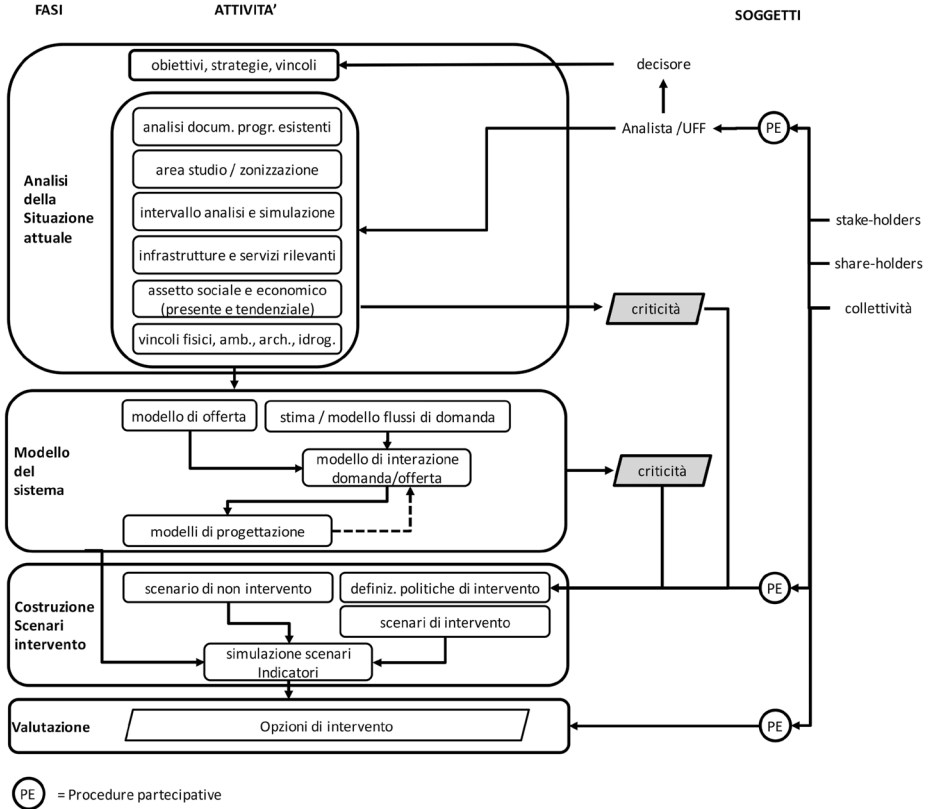 FASI
ATTIVITA’
SOGGETTI
obiettivi, strategie, vincoli
decisore
analisi docum. progr. esistenti
Analista /UFF
PE
area studio / zonizzazione
Analisi
della
Situazione
attuale
intervallo analisi e simulazione
stake-holders
infrastrutture e servizi rilevanti
share-holders
assetto sociale e economico
(presente e tendenziale)
criticità
collettività
vincoli fisici, amb., arch., idrog.
modello di offerta
stima / modello flussi di domanda
Modello
del
sistema
modello di interazione
domanda/offerta
criticità
modelli di progettazione
scenario di non intervento
definiz. politiche di intervento
PE
Costruzione
Scenari
intervento
scenari di intervento
simulazione scenari
Indicatori
Valutazione
Opzioni di intervento
PE
PE = Procedure partecipative